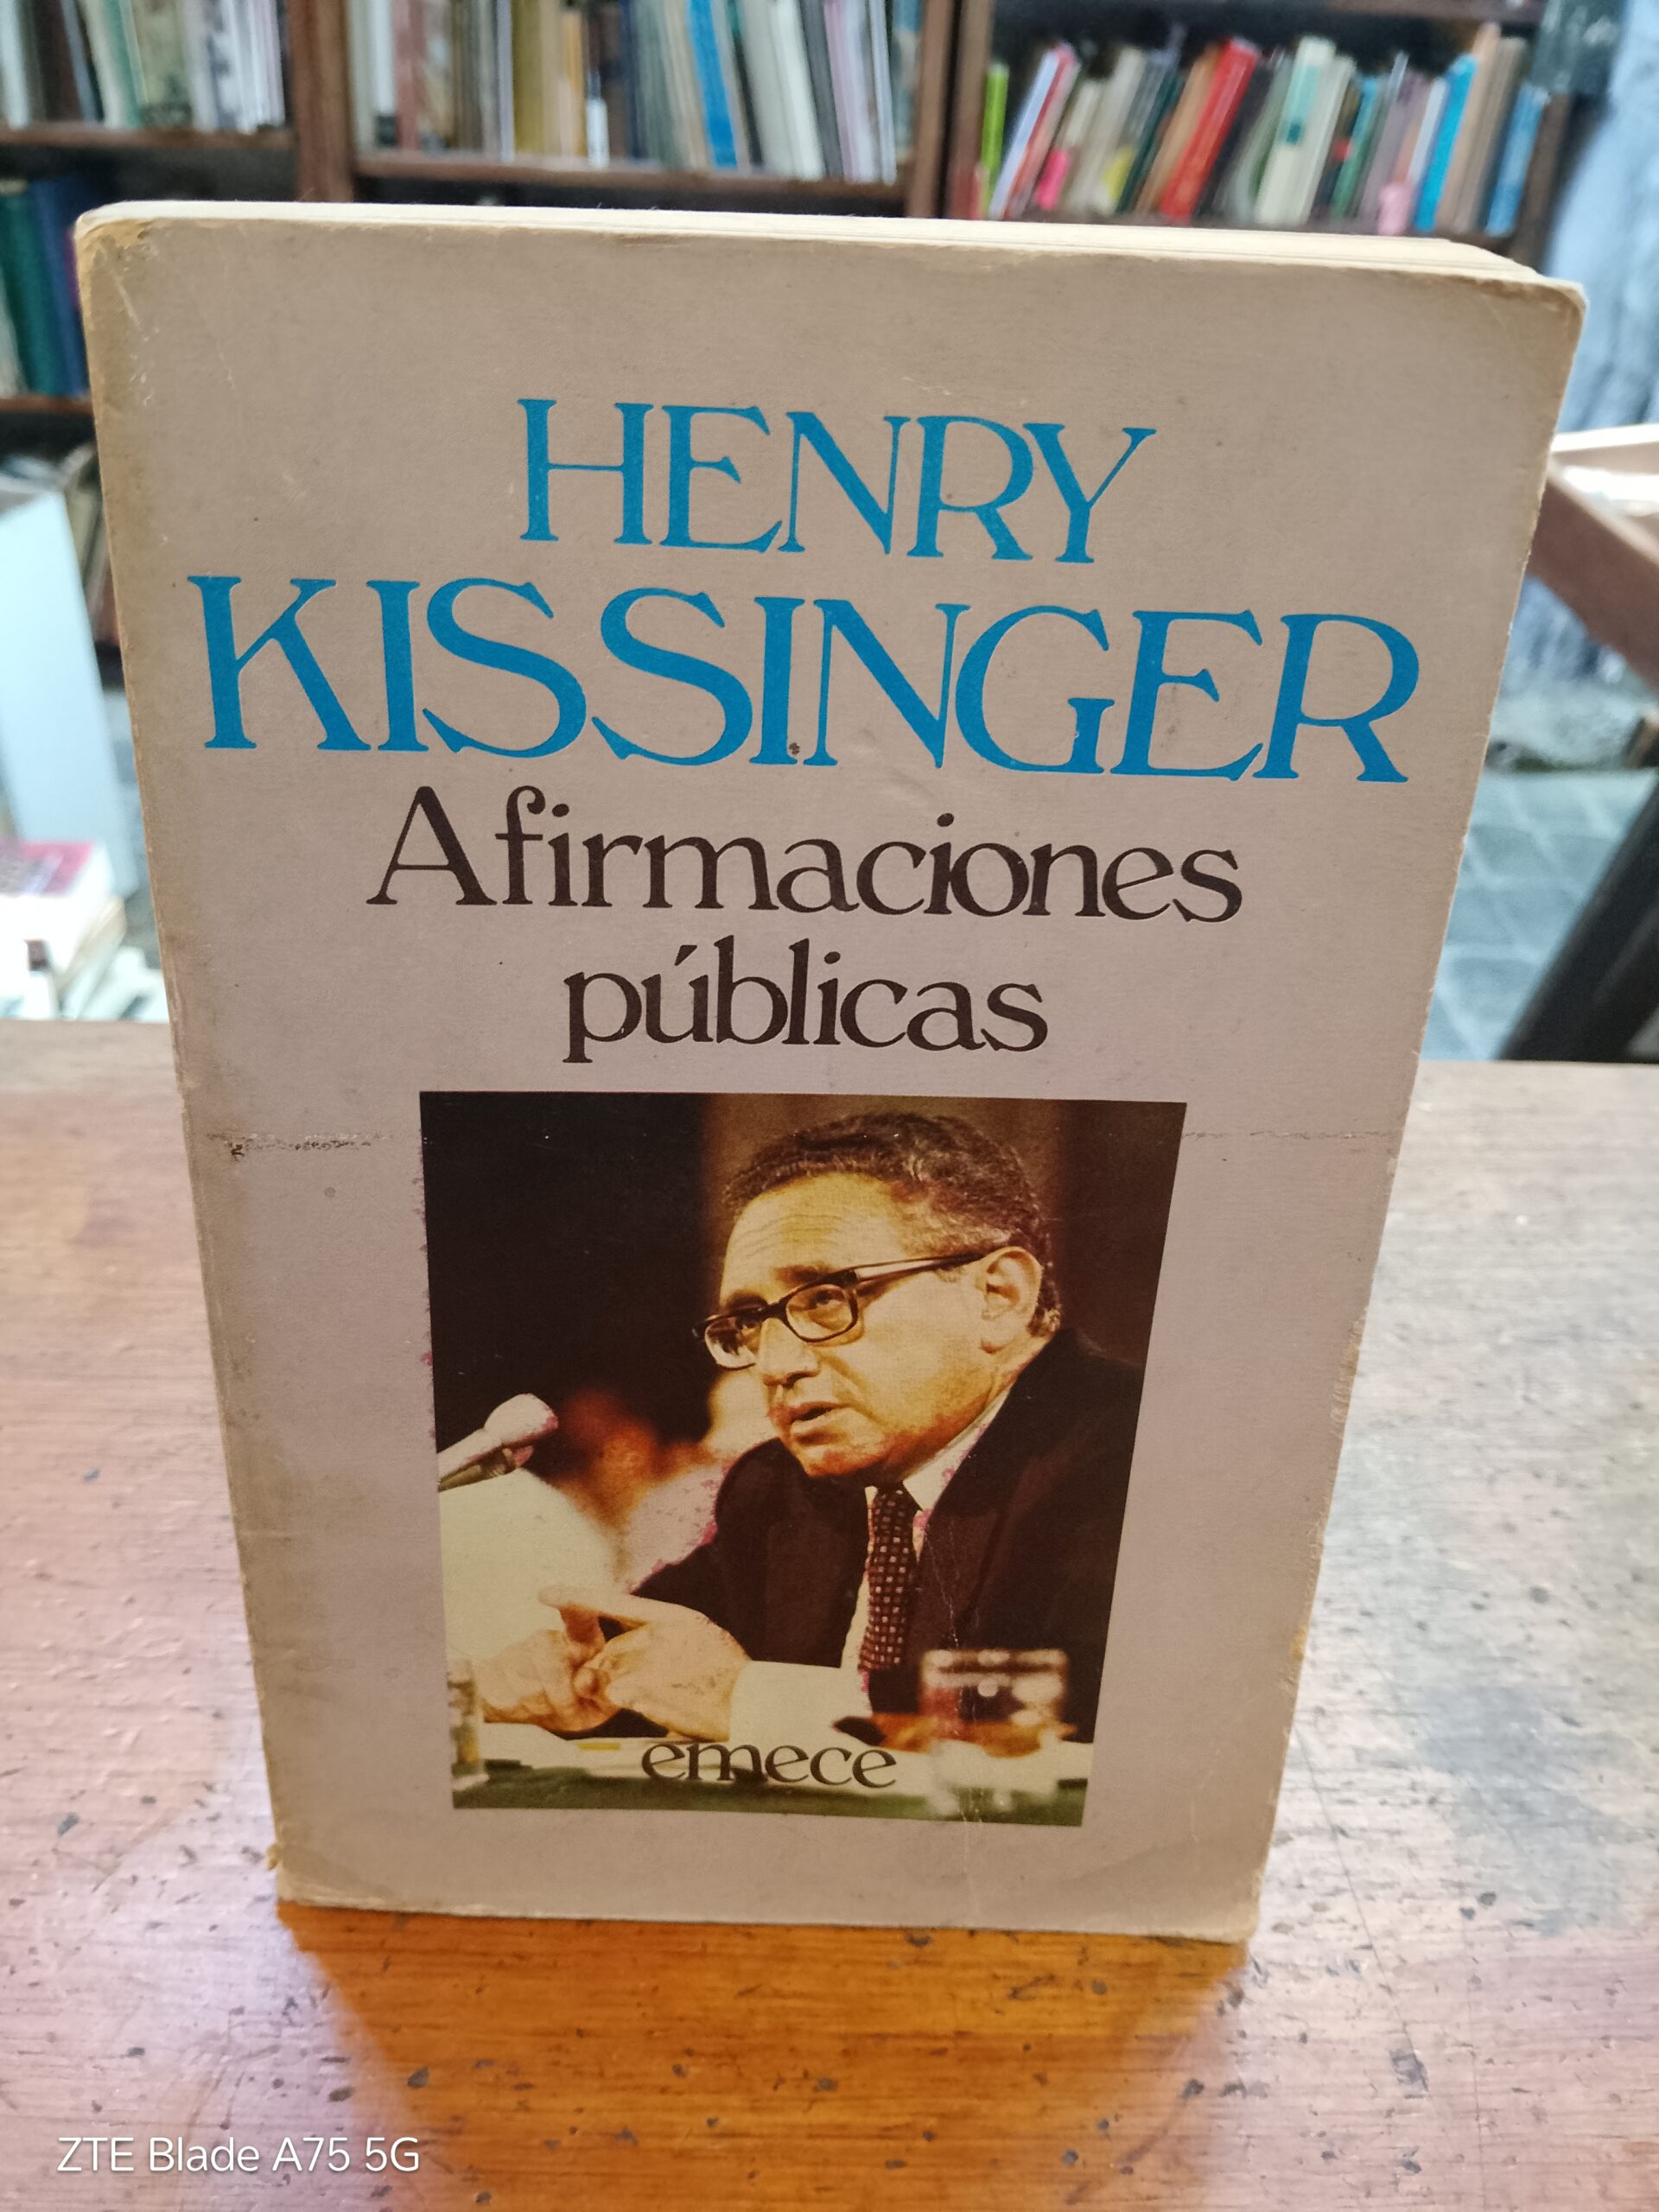 HENRY
KISSINGER
Afirmaciones
públicas
emece
ZTE Blade A75 5G